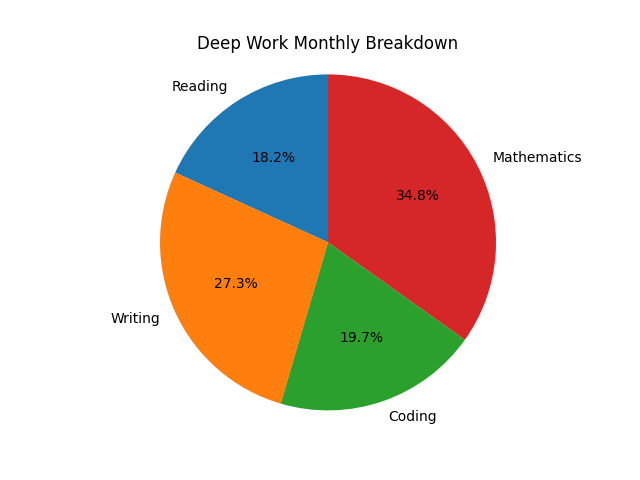 Deep Work Monthly Breakdown
Reading
18.2%
Mathematics
34.8%
27.3%
Writing
19.7%
Coding